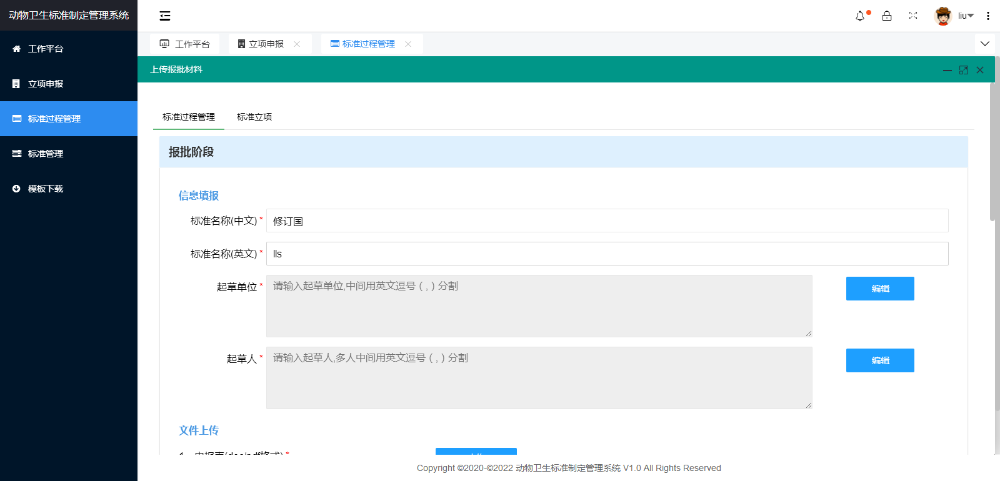 动物卫生标准制定管理系统
liu
工作平台
立项申报
标准过程管理
标准管理
模板下载
工作平台
立项申报
标准过程管理
上传报批材料
标准过程管理
标准立项
报批阶段
信息填报
标准名称(中文) *
修订国
标准名称(英文) *
lls
起草单位 *
请输入起草单位,中间用英文逗号 ( , ) 分割
编辑
起草人 *
请输入起草人,多人中间用英文逗号 ( , ) 分割
编辑
文件上传
Copyright ©2020-©2022 动物卫生标准制定管理系统 V1.0 All Rights Reserved